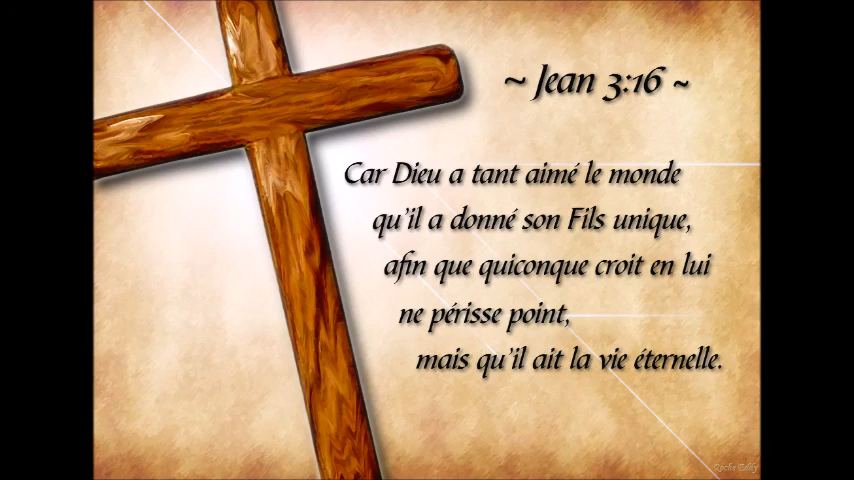 ~ Jean 3:16 ~
Car Dieu a tant aimé le monde
qu'il a donné son Fils unique,
afin que quiconque croit en lui
ne périsse point,
mais qu'il ait la vie éternelle.